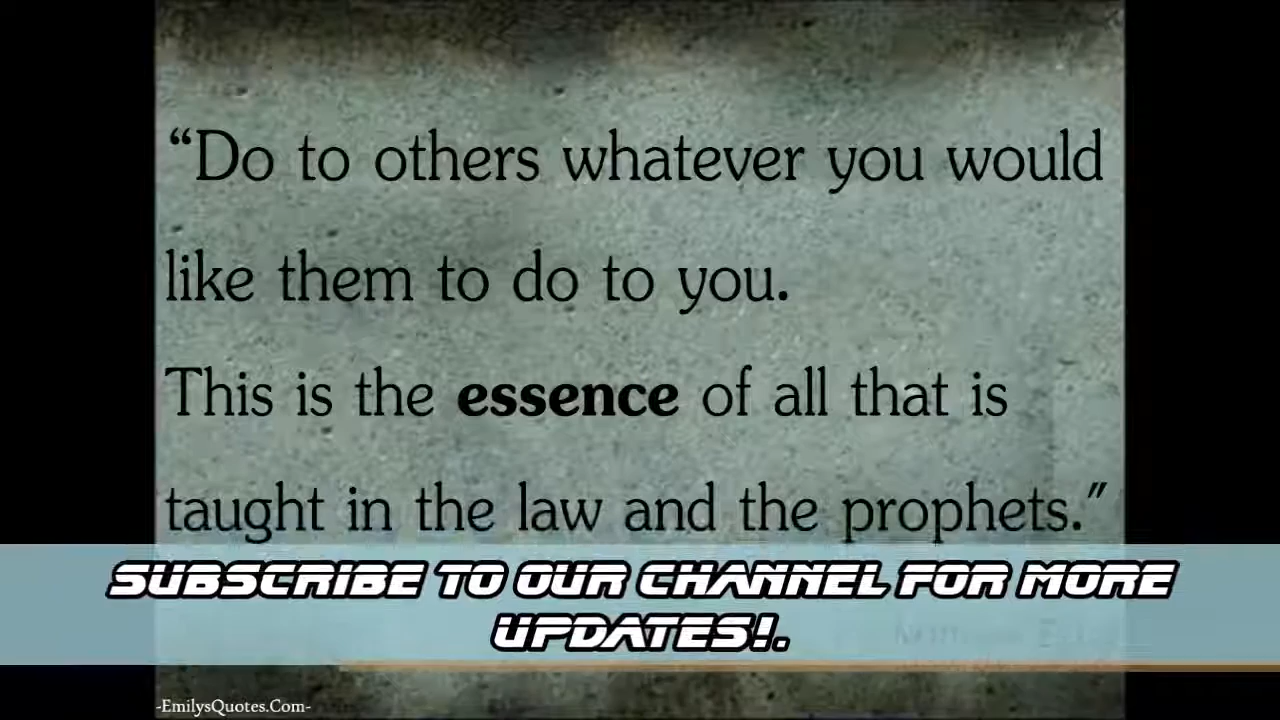 “Do to others whatever you would
like them to do to you.
This is the essence of all that is
taught in the law and the prophets.”
SUBSCRIBE TO OUR CHANNEL FOR MORE
UPDATES!.
-EmilysQuotes.Com-